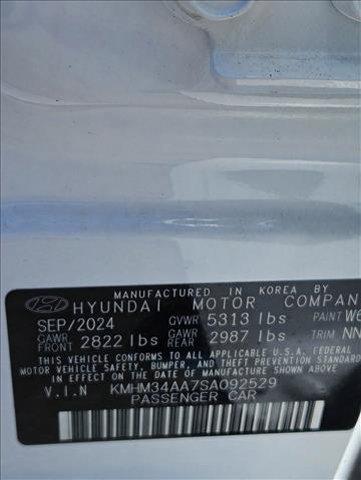 MANUFACTURED IN KOREA BY
HYUNDAI MOTOR COMPAN
SEP/2024 GVWR 5313 lbs PAINT W6
GAWR FRONT 2822 lbs GAWR REAR 2987 lbs TRIM NN
THIS VEHICLE CONFORMS TO ALL APPLICABLE U.S.A. FEDERAL
MOTOR VEHICLE SAFETY, BUMPER, AND THEFT PREVENTION STANDARD
IN EFFECT ON THE DATE OF MANUFACTURE SHOWN ABOVE.
V.I.N KMHM34AA7SA092529
PASSENGER CAR